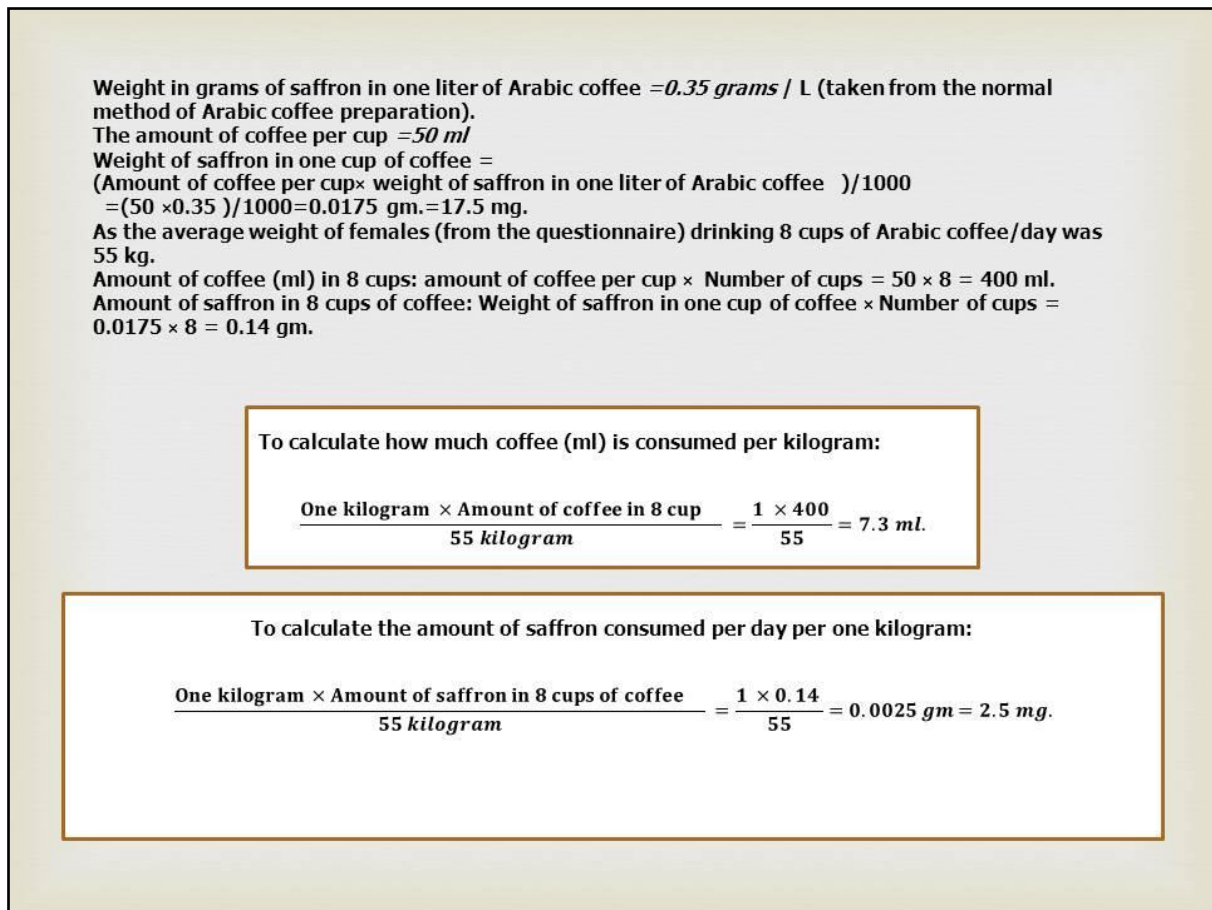 Weight in grams of saffron in one liter of Arabic coffee =0.35 grams / L (taken from the normal
method of Arabic coffee preparation).
The amount of coffee per cup =50 ml
Weight of saffron in one cup of coffee =
(Amount of coffee per cup× weight of saffron in one liter of Arabic coffee )/1000
=(50 ×0.35 )/1000=0.0175 gm.=17.5 mg.
As the average weight of females (from the questionnaire) drinking 8 cups of Arabic coffee/day was
55 kg.
Amount of coffee (ml) in 8 cups: amount of coffee per cup × Number of cups = 50 × 8 = 400 ml.
Amount of saffron in 8 cups of coffee: Weight of saffron in one cup of coffee × Number of cups =
0.0175 × 8 = 0.14 gm.
To calculate how much coffee (ml) is consumed per kilogram:
One kilogram × Amount of coffee in 8 cup
55 kilogram
= 1 × 400
55
= 7.3 ml.
To calculate the amount of saffron consumed per day per one kilogram:
One kilogram × Amount of saffron in 8 cups of coffee
55 kilogram
= 1 × 0.14
55
= 0.0025 gm = 2.5 mg.